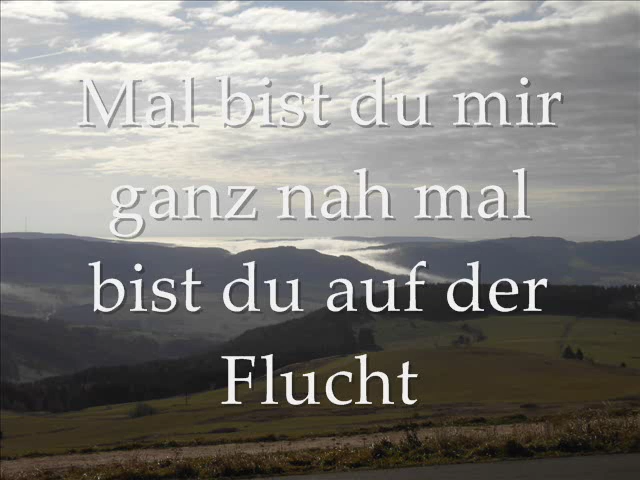 Mal bist du mir
ganz nah mal
bist du auf der
Flucht